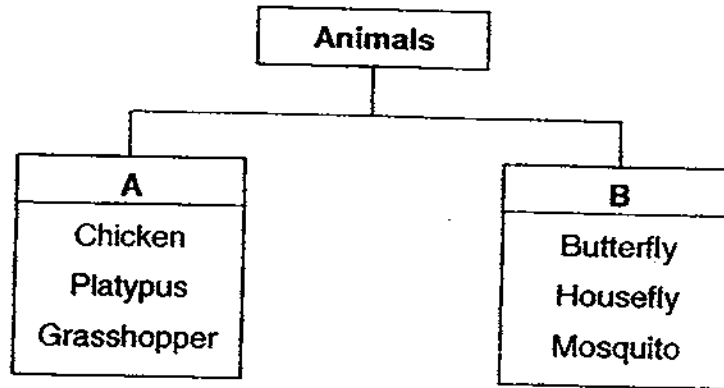 Animals
A
Chicken
Platypus
Grasshopper
B
Butterfly
Housefly
Mosquito